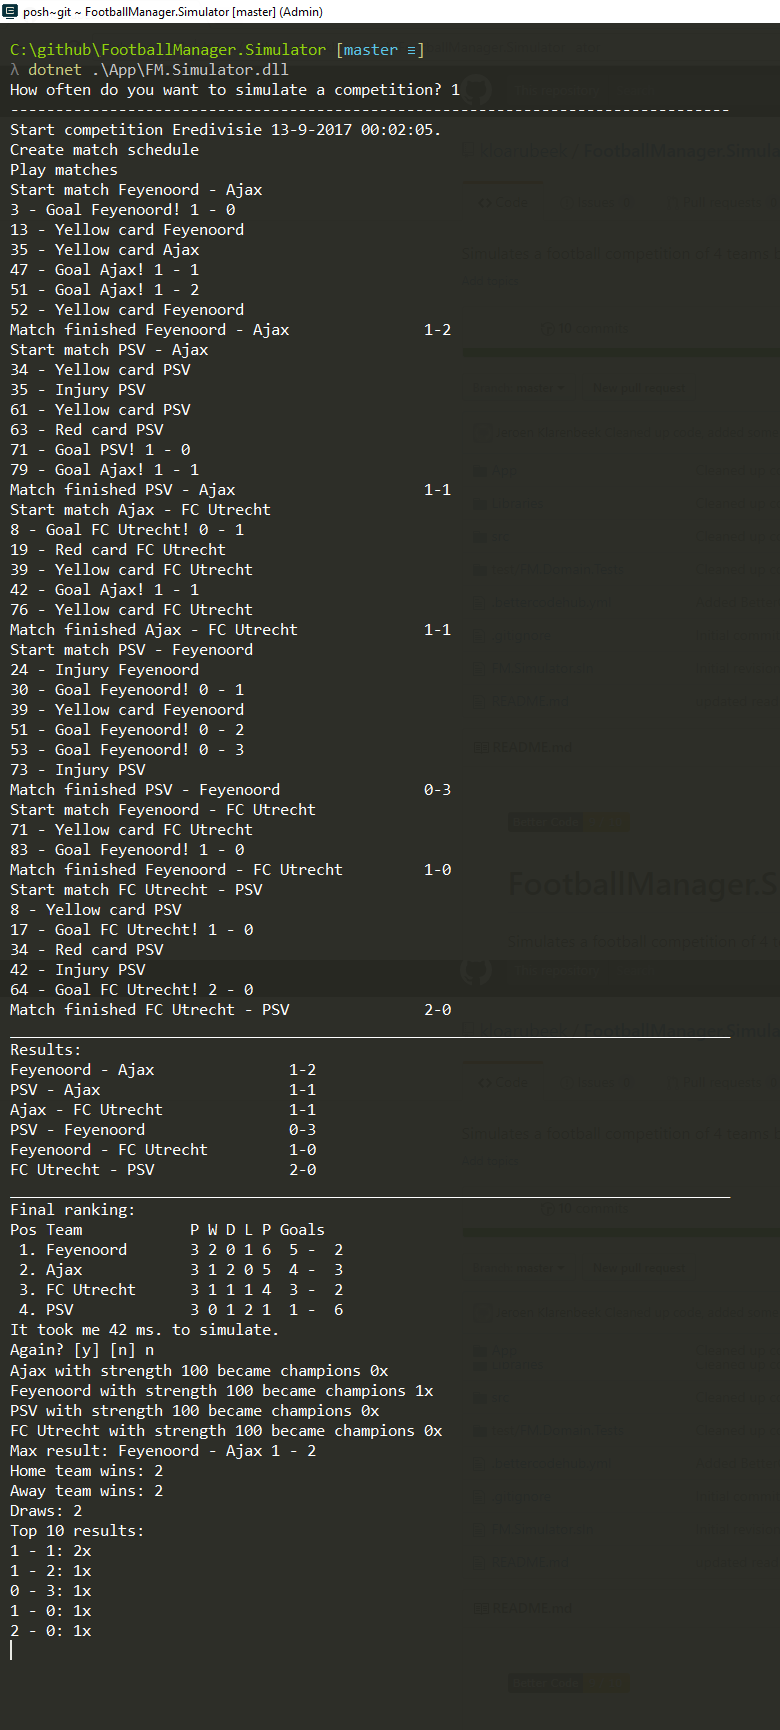 posh~git ~ FootballManager.Simulator [master] (Admin)
C:\github\FootballManager.Simulator [master ≡]
λ dotnet .\App\FM.Simulator.dll
How often do you want to simulate a competition? 1
--------------------------------------------------------------------------------
Start competition Eredivisie 13-9-2017 00:02:05.
Create match schedule
Play matches
Start match Feyenoord - Ajax
3 - Goal Feyenoord! 1 - 0
13 - Yellow card Feyenoord
35 - Yellow card Ajax
47 - Goal Ajax! 1 - 1
51 - Goal Ajax! 1 - 2
52 - Yellow card Feyenoord
Match finished Feyenoord - Ajax 1-2
Start match PSV - Ajax
34 - Yellow card PSV
35 - Injury PSV
61 - Yellow card PSV
63 - Red card PSV
71 - Goal PSV! 1 - 0
79 - Goal Ajax! 1 - 1
Match finished PSV - Ajax 1-1
Start match Ajax - FC Utrecht
8 - Goal FC Utrecht! 0 - 1
19 - Red card FC Utrecht
39 - Yellow card FC Utrecht
42 - Goal Ajax! 1 - 1
76 - Yellow card FC Utrecht
Match finished Ajax - FC Utrecht 1-1
Start match PSV - Feyenoord
24 - Injury Feyenoord
30 - Goal Feyenoord! 0 - 1
39 - Yellow card Feyenoord
51 - Goal Feyenoord! 0 - 2
53 - Goal Feyenoord! 0 - 3
73 - Injury PSV
Match finished PSV - Feyenoord 0-3
Start match Feyenoord - FC Utrecht
71 - Yellow card FC Utrecht
83 - Goal Feyenoord! 1 - 0
Match finished Feyenoord - FC Utrecht 1-0
Start match FC Utrecht - PSV
8 - Yellow card PSV
17 - Goal FC Utrecht! 1 - 0
34 - Red card PSV
42 - Injury PSV
64 - Goal FC Utrecht! 2 - 0
Match finished FC Utrecht - PSV 2-0
________________________________________________________________________________
Results:
Feyenoord - Ajax 1-2
PSV - Ajax 1-1
Ajax - FC Utrecht 1-1
PSV - Feyenoord 0-3
Feyenoord - FC Utrecht 1-0
FC Utrecht - PSV 2-0
________________________________________________________________________________
Final ranking:
Pos Team P W D L P Goals
1. Feyenoord 3 2 0 1 6 5 - 2
2. Ajax 3 1 2 0 5 4 - 3
3. FC Utrecht 3 1 1 1 4 3 - 2
4. PSV 3 0 1 2 1 1 - 6
It took me 42 ms. to simulate.
Again? [y] [n] n
Ajax with strength 100 became champions 0x
Feyenoord with strength 100 became champions 1x
PSV with strength 100 became champions 0x
FC Utrecht with strength 100 became champions 0x
Max result: Feyenoord - Ajax 1 - 2
Home team wins: 2
Away team wins: 2
Draws: 2
Top 10 results:
1 - 1: 2x
1 - 2: 1x
0 - 3: 1x
1 - 0: 1x
2 - 0: 1x